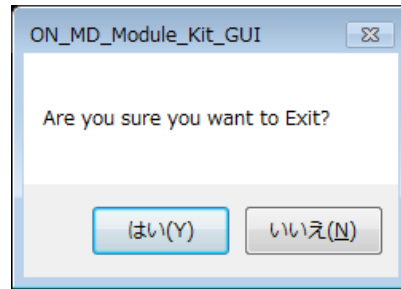 ON_MD_Module_Kit_GUI
Are you sure you want to Exit?
はい(Y)
いいえ(N)